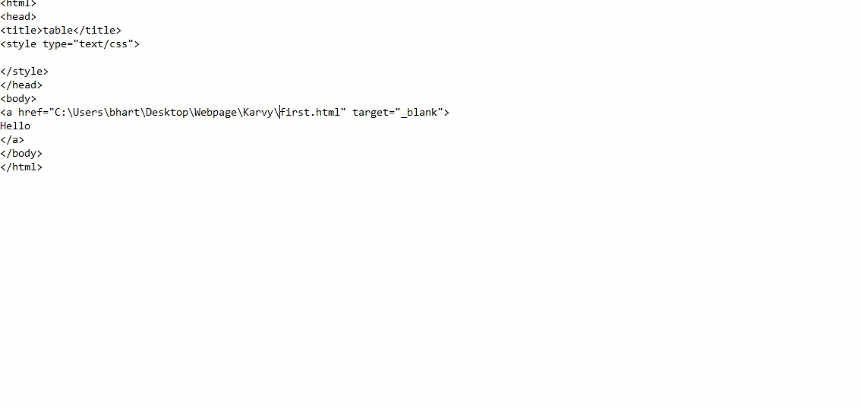 <html>
<head>
<title>table</title>
<style type="text/css">
</style>
</head>
<body>
<a href="C:\Users\bhart\Desktop\Webpage\Karvy\first.html" target="_blank">
Hello
</a>
</body>
</html>